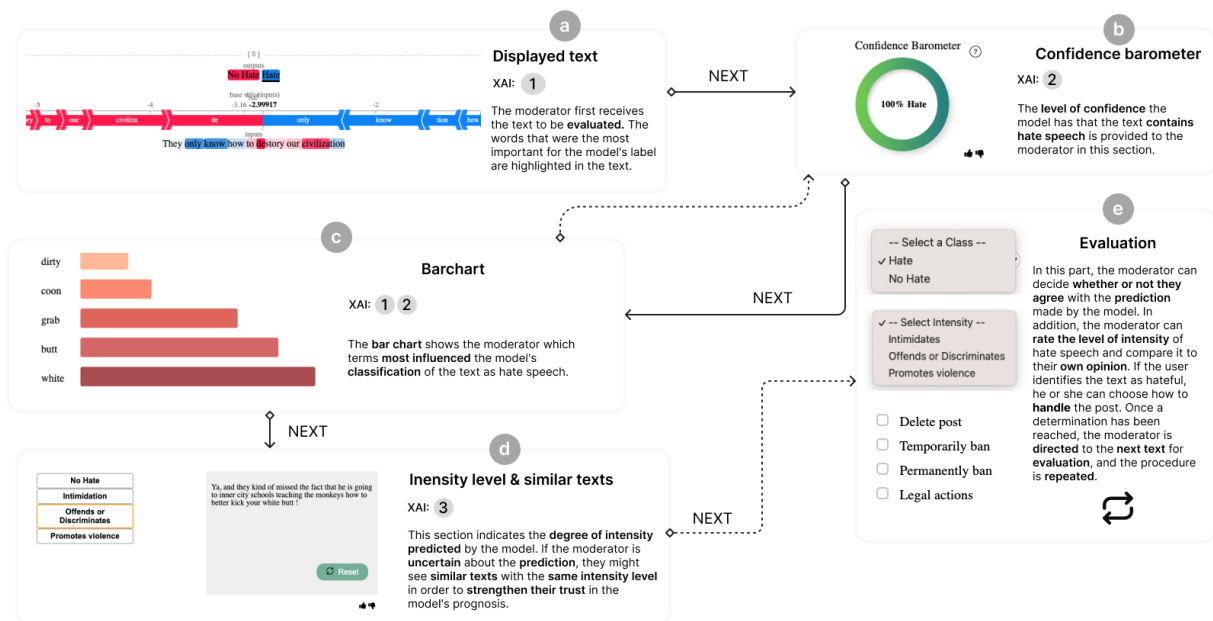 a
Displayed text
XAI: 1
The moderator first receives
the text to be evaluated. The
words that were the most
important for the model's label
are highlighted in the text.
[ 0 ]
outputs
No Hate Hate
-5 -4 -3.16 -2.99917 -2
to our civiliza de only know tion how
inputs
They only know how to destory our civilization
NEXT
b
Confidence Barometer ?
100% Hate
Confidence barometer
XAI: 2
The level of confidence the
model has that the text contains
hate speech is provided to the
moderator in this section.
NEXT
c
dirty
coon
grab
butt
white
Barchart
XAI: 1 2
The bar chart shows the moderator which
terms most influenced the model's
classification of the text as hate speech.
NEXT
d
No Hate
Intimidation
Offends or
Discriminates
Promotes violence
Ya, and they kind of missed the fact that he is going
to inner city schools teaching the monkeys how to
better kick your white butt !
Reset
Inensity level & similar texts
XAI: 3
This section indicates the degree of intensity
predicted by the model. If the moderator is
uncertain about the prediction, they might
see similar texts with the same intensity level
in order to strengthen their trust in the
model's prognosis.
NEXT
e
-- Select a Class --
✓ Hate
No Hate
✓ -- Select Intensity --
Intimidates
Offends or Discriminates
Promotes violence
Delete post
Temporarily ban
Permanently ban
Legal actions
Evaluation
In this part, the moderator can
decide whether or not they
agree with the prediction
made by the model. In
addition, the moderator can
rate the level of intensity of
hate speech and compare it to
their own opinion. If the user
identifies the text as hateful,
he or she can choose how to
handle the post. Once a
determination has been
reached, the moderator is
directed to the next text for
evaluation, and the procedure
is repeated.